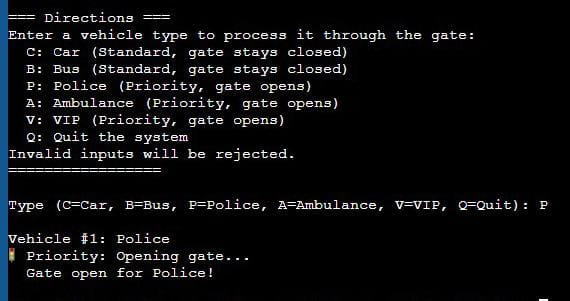 === Directions ===
Enter a vehicle type to process it through the gate:
C: Car (Standard, gate stays closed)
B: Bus (Standard, gate stays closed)
P: Police (Priority, gate opens)
A: Ambulance (Priority, gate opens)
V: VIP (Priority, gate opens)
Q: Quit the system
Invalid inputs will be rejected.
=================
Type (C=Car, B=Bus, P=Police, A=Ambulance, V=VIP, Q=Quit): P
Vehicle #1: Police
🚦 Priority: Opening gate...
Gate open for Police!